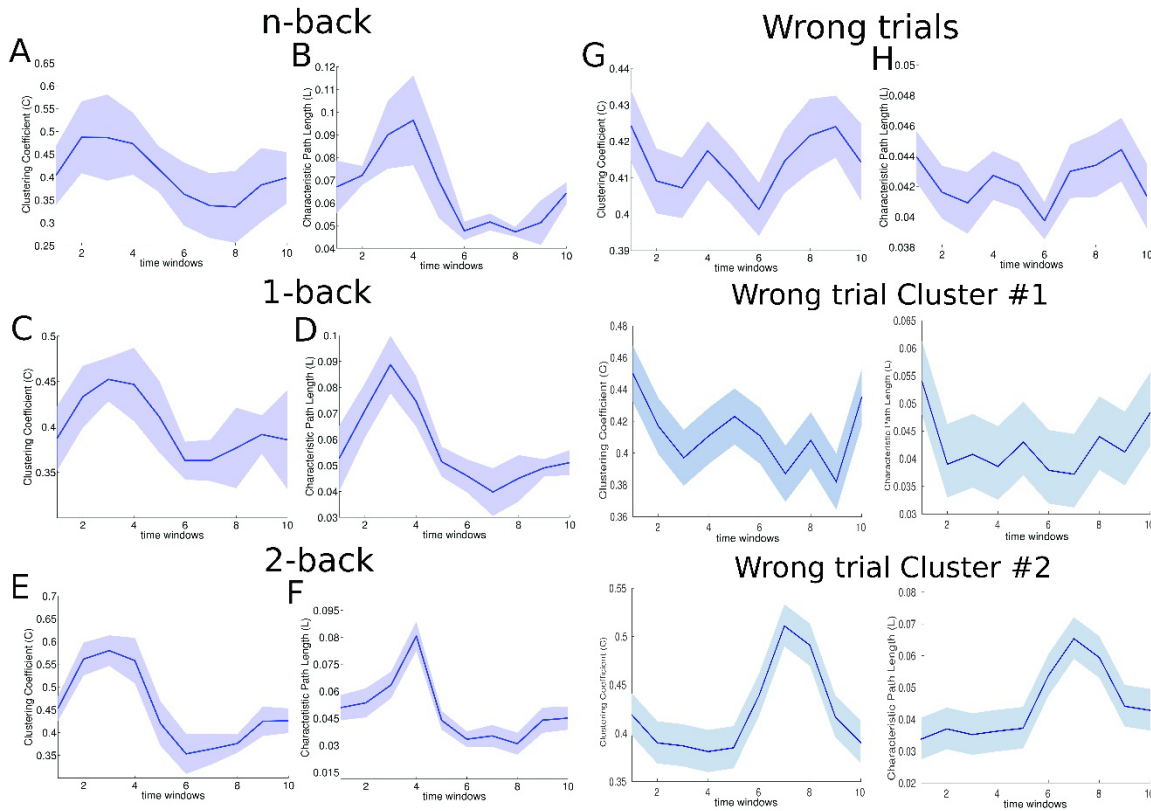 n-back
Wrong trials
A
B
G
H
Clustering Coefficient (C)
0.65
0.6
0.55
0.5
0.45
0.4
0.35
0.3
0.25
2 4 6 8 10
time windows
Characteristic Path Length (L)
0.12
0.11
0.1
0.09
0.08
0.07
0.06
0.05
0.04
2 4 6 8 10
time windows
Clustering Coefficient (C)
0.44
0.43
0.42
0.41
0.4
0.39
2 4 6 8 10
time windows
Characteristic Path Length (L)
0.05
0.048
0.046
0.044
0.042
0.04
0.038
2 4 6 8 10
time windows
1-back
Wrong trial Cluster #1
C
D
Clustering Coefficient (C)
0.5
0.45
0.4
0.35
2 4 6 8 10
time windows
Characteristic Path Length (L)
0.1
0.09
0.08
0.07
0.06
0.05
0.04
0.03
2 4 6 8 10
time windows
Clustering Coefficient (C)
0.48
0.46
0.44
0.42
0.4
0.38
0.36
2 4 6 8 10
time windows
Characteristic Path Length (L)
0.065
0.06
0.055
0.05
0.045
0.04
0.035
0.03
2 4 6 8 10
time windows
2-back
Wrong trial Cluster #2
E
F
Clustering Coefficient (C)
0.7
0.65
0.6
0.55
0.5
0.45
0.4
0.35
2 4 6 8 10
time windows
Characteristic Path Length (L)
0.095
0.08
0.06
0.045
0.03
0.015
2 4 6 8 10
time windows
Clustering Coefficient (C)
0.55
0.5
0.45
0.4
0.35
2 4 6 8 10
time windows
Characteristic Path Length (L)
0.08
0.07
0.06
0.05
0.04
0.03
0.02
2 4 6 8 10
time windows